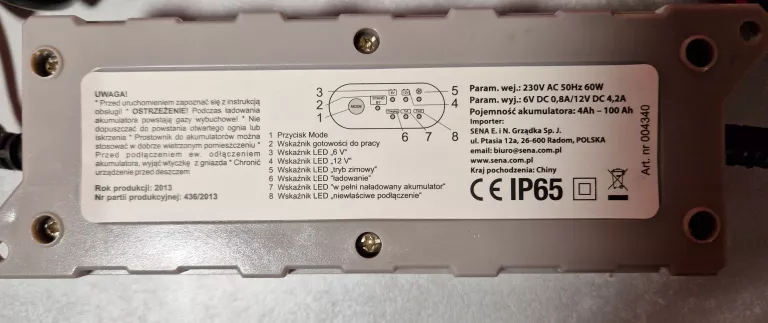 UWAGA!
* Przed uruchomieniem zapoznać się z instrukcją
obsługi! * OSTRZEŻENIE! Podczas ładowania
akumulatora powstają gazy wybuchowe! * Nie
dopuszczać do powstania otwartego ognia lub
iskrzenia * Prostownik do akumulatorów można
stosować w dobrze wietrzonym pomieszczeniu *
Przed podłączeniem ew. odłączeniem
akumulatora, wyjąć wtyczkę z gniazda * Chronić
urządzenie przed deszczem
Rok produkcji: 2013
Nr partii produkcyjnej: 436/2013
3
2
1
STAND
BY
MODE
6V
12V
5
4
6
7
8
1 Przycisk Mode
2 Wskaźnik gotowości do pracy
3 Wskaźnik LED „6 V"
4 Wskaźnik LED „12 V"
5 Wskaźnik LED „tryb zimowy"
6 Wskaźnik LED "ładowanie"
7 Wskaźnik LED "w pełni naładowany akumulator"
8 Wskaźnik LED „niewłaściwe podłączenie"
Param. wej.: 230V AC 50Hz 60W
Param. wyj.: 6V DC 0,8A/12V DC 4,2A
Pojemność akumulatora: 4Ah – 100 Ah
Importer:
SENA E. i N. Grządka Sp. J.
ul. Ptasia 12a, 26-600 Radom, POLSKA
email: biuro@sena.com.pl
www.sena.com.pl
Kraj pochodzenia: Chiny
CE IP65
Art. nr 004340